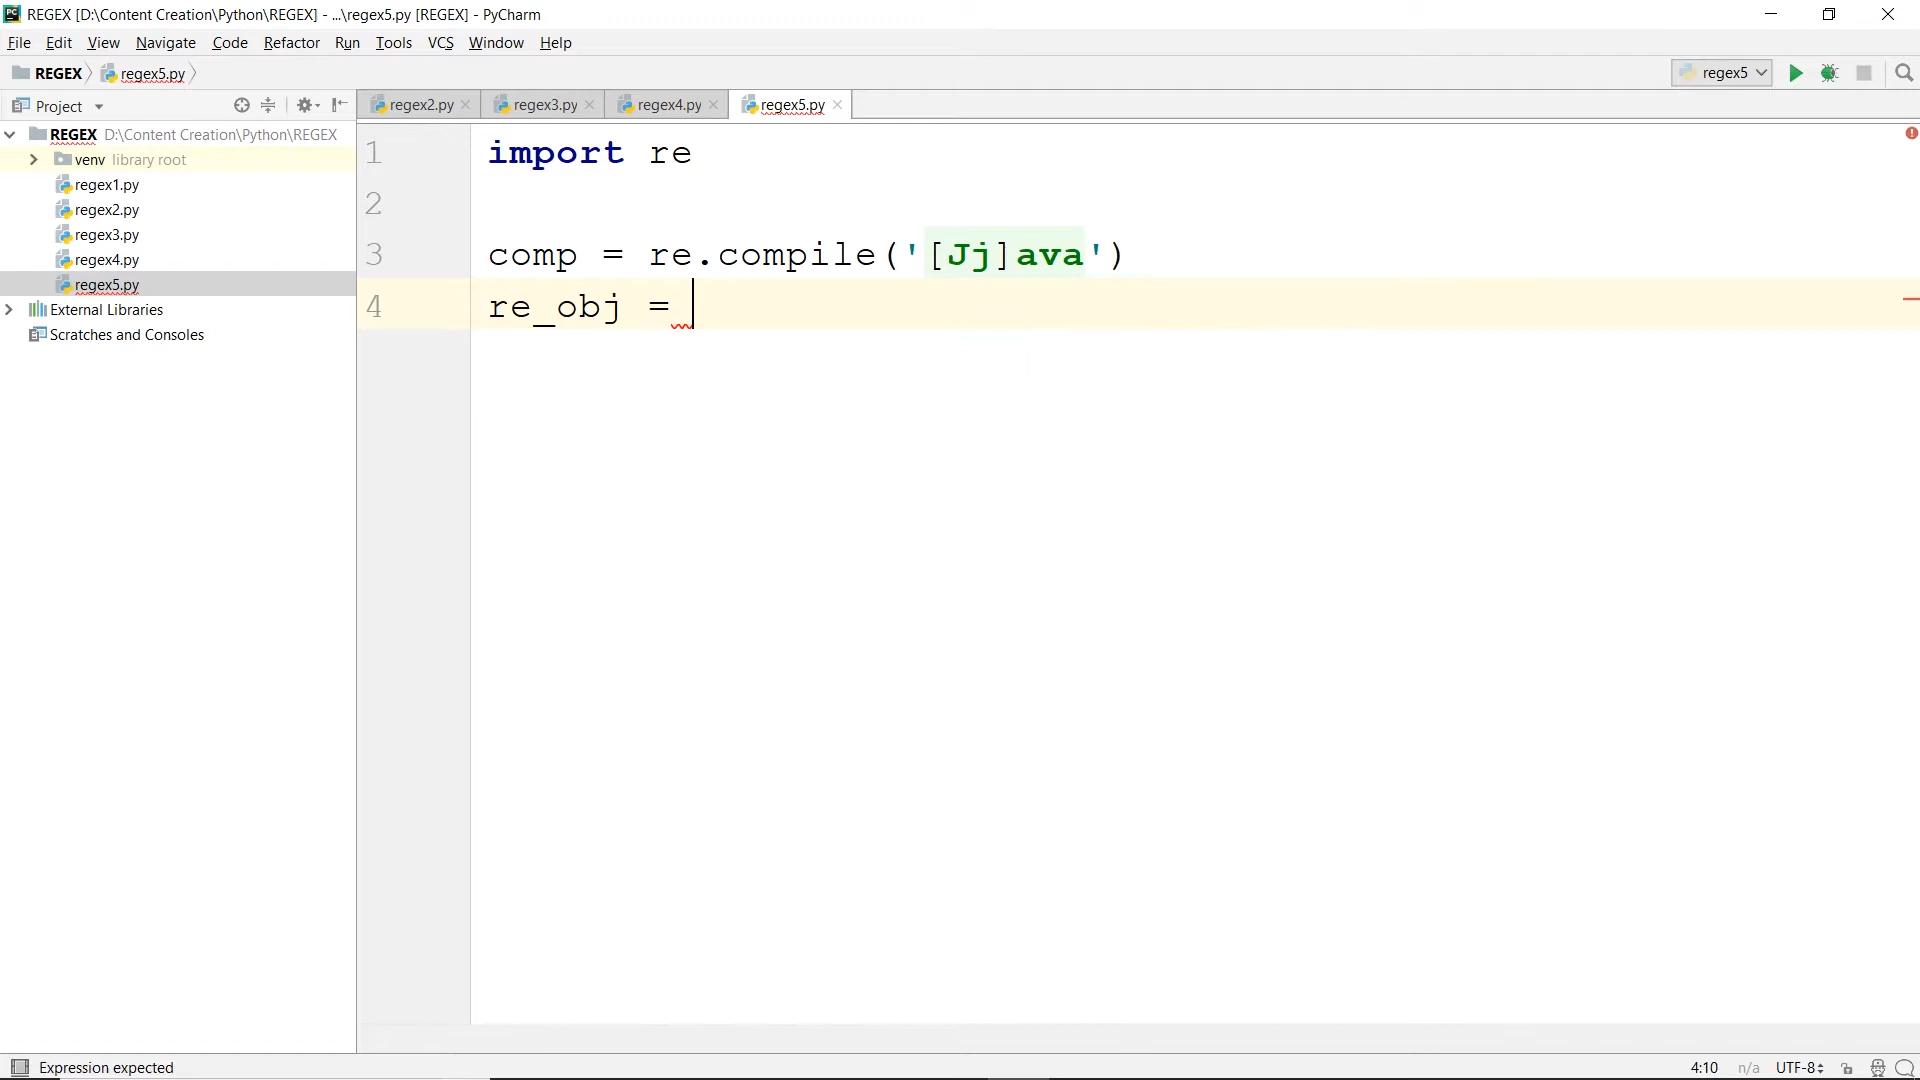 REGEX [D:\Content Creation\Python\REGEX] - ...\regex5.py [REGEX] - PyCharm
File Edit View Navigate Code Refactor Run Tools VCS Window Help
REGEX regex5.py regex5
Project regex2.py regex3.py regex4.py regex5.py
REGEX D:\Content Creation\Python\REGEX
venv library root
regex1.py
regex2.py
regex3.py
regex4.py
regex5.py
External Libraries
Scratches and Consoles
1 import re
2
3 comp = re.compile('[Jj]ava')
4 re_obj =
Expression expected 4:10 n/a UTF-8